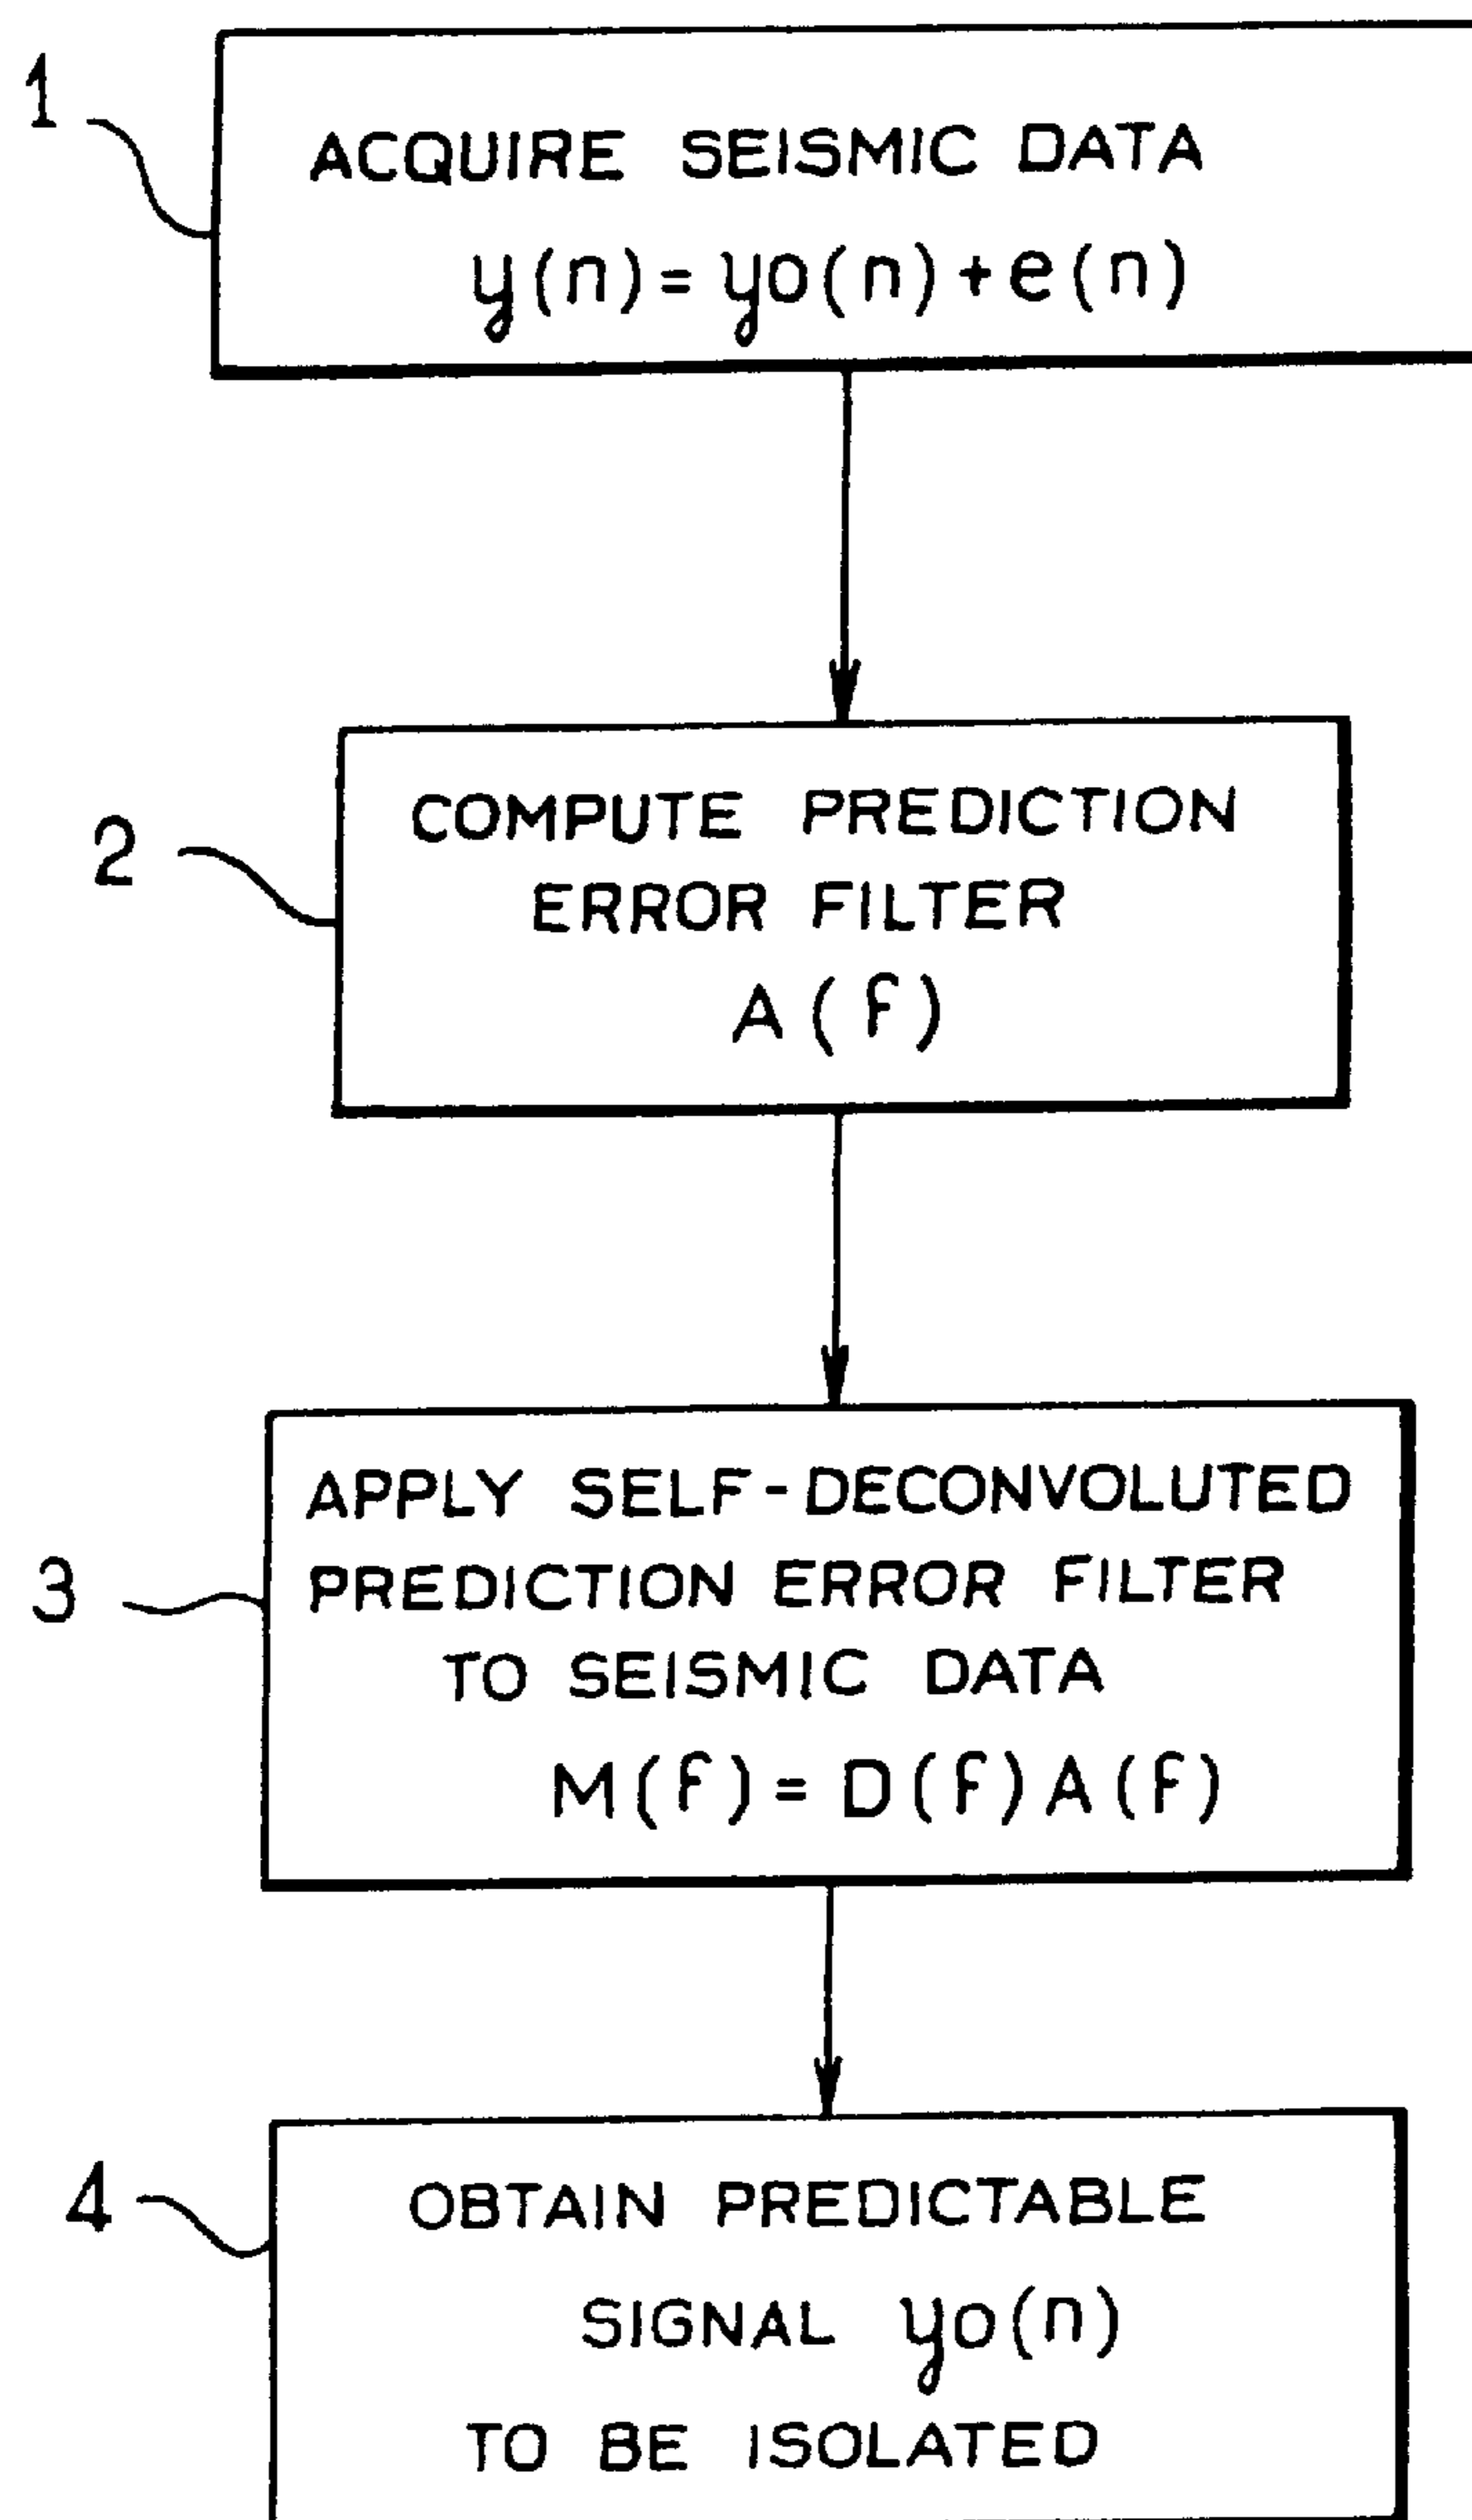 1
ACQUIRE SEISMIC DATA
y(n)= yo(n)+e(n)
2
COMPUTE PREDICTION
ERROR FILTER
A(f)
3
APPLY SELF-DECONVOLUTED
PREDICTION ERROR FILTER
TO SEISMIC DATA
M(f)= D(f)A(f)
4
OBTAIN PREDICTABLE
SIGNAL yo(n)
TO BE ISOLATED